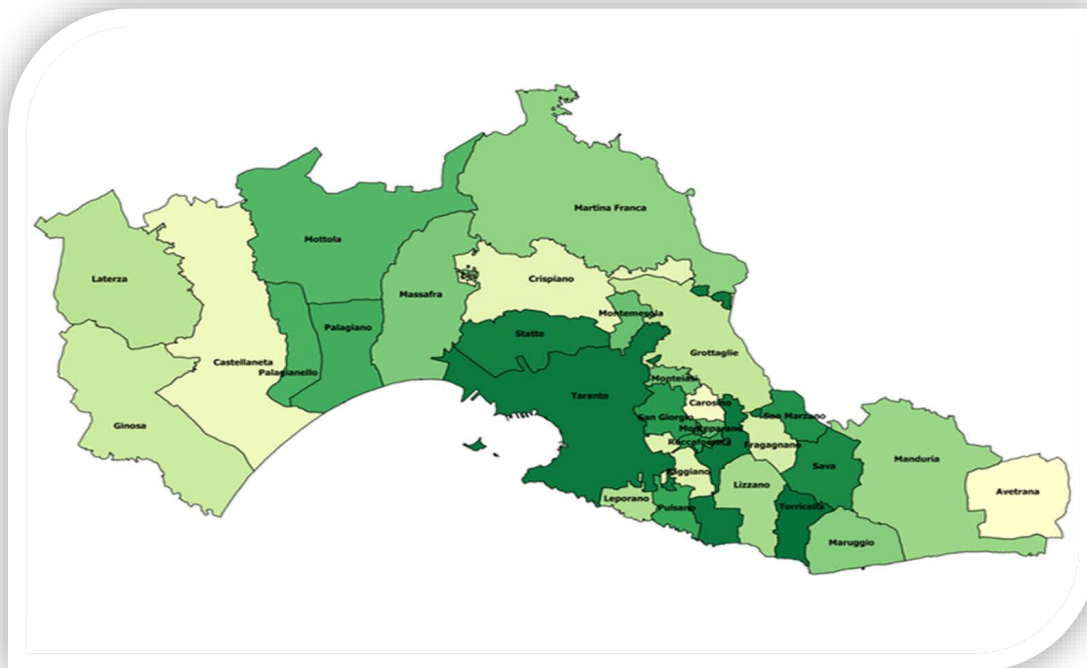 Martina Franca
Mottola
Laterza
Crispiano
Massafra
Montemesola
Palagiano
Statte
Grottaglie
Castellaneta
Palagianello
Monteiasi
Taranto
Carosino
San Giorgio
San Marzano
Ginosa
Monteparano
Roccaforzata
Fragagnano
Manduria
Sava
Faggiano
Lizzano
Avetrana
Leporano
Pulsano
Torricella
Maruggio